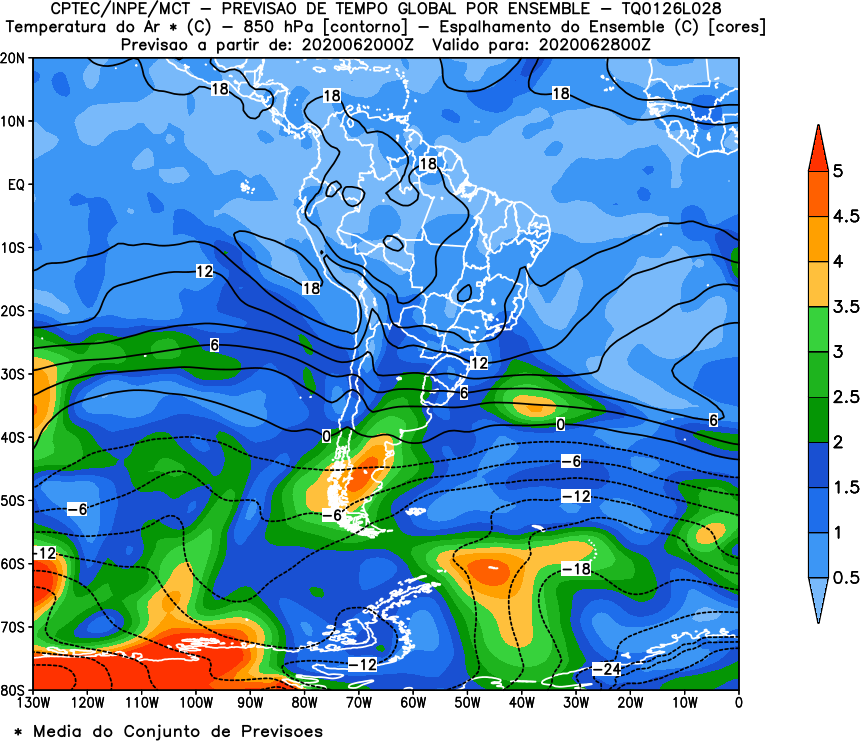 CPTEC/INPE/MCT – PREVISAO DE TEMPO GLOBAL POR ENSEMBLE – TQ0126L028
Temperatura do Ar * (C) – 850 hPa [contorno] – Espalhamento do Ensemble (C) [cores]
Previsao a partir de: 2020062000Z Valido para: 2020062800Z
20N
10N
EQ
10S
20S
30S
40S
50S
60S
70S
80S
18
18
18
18
12
18
6
12
6
0
0
6
–6
–6
–6
–12
–12
–18
–12
–24
5
4.5
4
3.5
3
2.5
2
1.5
1
0.5
130W 120W 110W 100W 90W 80W 70W 60W 50W 40W 30W 20W 10W 0
* Media do Conjunto de Previsoes